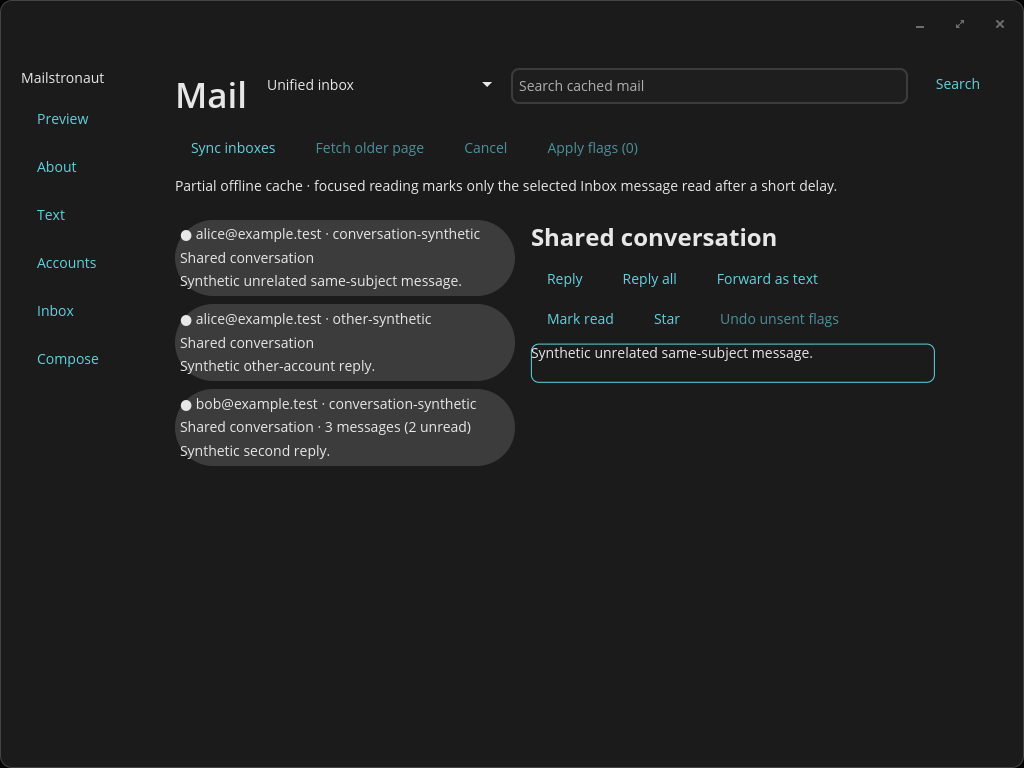 Mailstronaut
Preview
About
Text
Accounts
Inbox
Compose
Mail
Unified inbox
Search cached mail
Search
Sync inboxes
Fetch older page
Cancel
Apply flags (0)
Partial offline cache · focused reading marks only the selected Inbox message read after a short delay.
● alice@example.test · conversation-synthetic
Shared conversation
Synthetic unrelated same-subject message.
● alice@example.test · other-synthetic
Shared conversation
Synthetic other-account reply.
● bob@example.test · conversation-synthetic
Shared conversation · 3 messages (2 unread)
Synthetic second reply.
Shared conversation
Reply
Reply all
Forward as text
Mark read
Star
Undo unsent flags
Synthetic unrelated same-subject message.